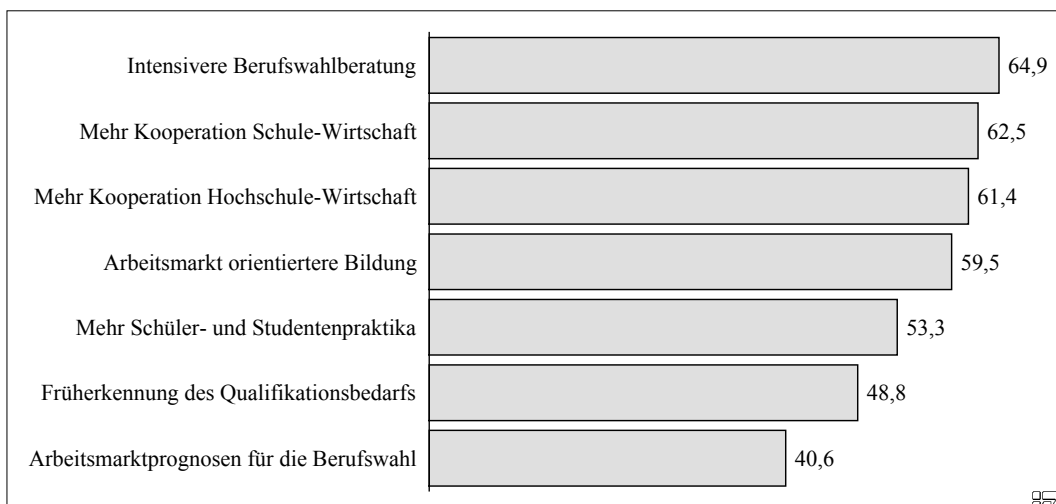 Intensivere Berufswahlberatung 64,9
Mehr Kooperation Schule-Wirtschaft 62,5
Mehr Kooperation Hochschule-Wirtschaft 61,4
Arbeitsmarkt orientiertere Bildung 59,5
Mehr Schüler- und Studentenpraktika 53,3
Früherkennung des Qualifikationsbedarfs 48,8
Arbeitsmarktprognosen für die Berufswahl 40,6